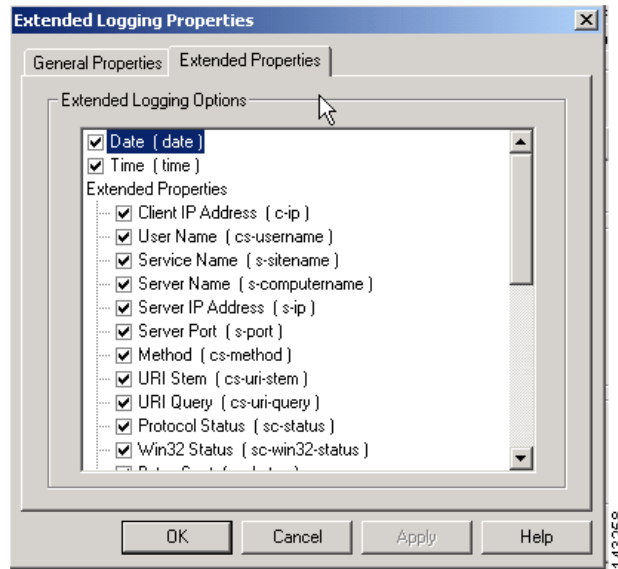 Extended Logging Properties
General Properties
Extended Properties
Extended Logging Options
Date ( date )
Time ( time )
Extended Properties
Client IP Address ( c-ip )
User Name ( cs-username )
Service Name ( s-sitename )
Server Name ( s-computername )
Server IP Address ( s-ip )
Server Port ( s-port )
Method ( cs-method )
URI Stem ( cs-uri-stem )
URI Query ( cs-uri-query )
Protocol Status ( sc-status )
Win32 Status ( sc-win32-status )
OK
Cancel
Apply
Help
143258